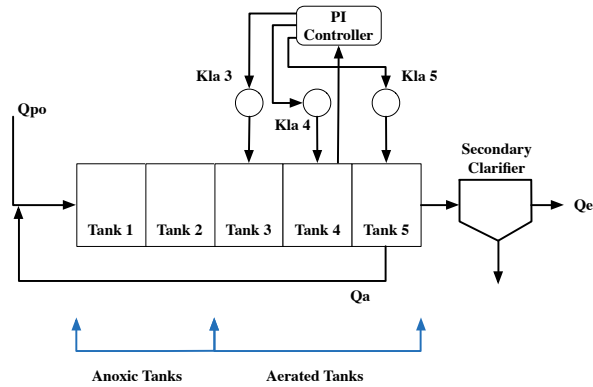 PI
Controller
Kla 3
Kla 5
Kla 4
Qpo
Secondary
Clarifier
Tank 1
Tank 2
Tank 3
Tank 4
Tank 5
Qe
Qa
Anoxic Tanks
Aerated Tanks